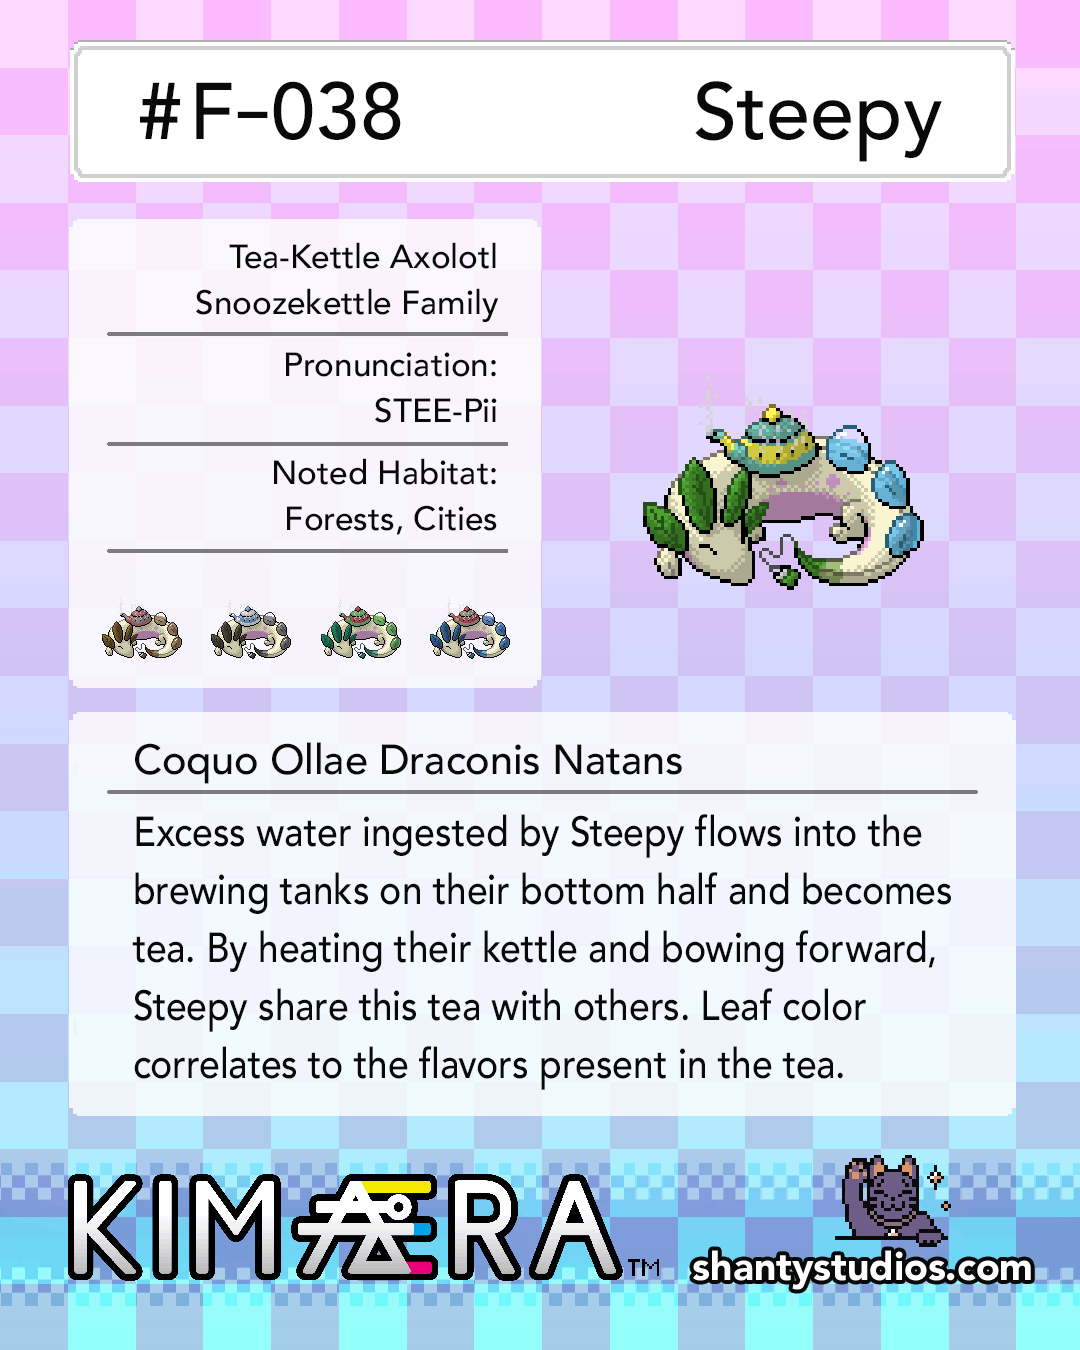 #F-038
Steepy
Tea-Kettle Axolotl
Snoozekettle Family
Pronunciation:
STEE-Pii
Noted Habitat:
Forests, Cities
Coquo Ollae Draconis Natans
Excess water ingested by Steepy flows into the
brewing tanks on their bottom half and becomes
tea. By heating their kettle and bowing forward,
Steepy share this tea with others. Leaf color
correlates to the flavors present in the tea.
KIMÆRA™
shantystudios.com